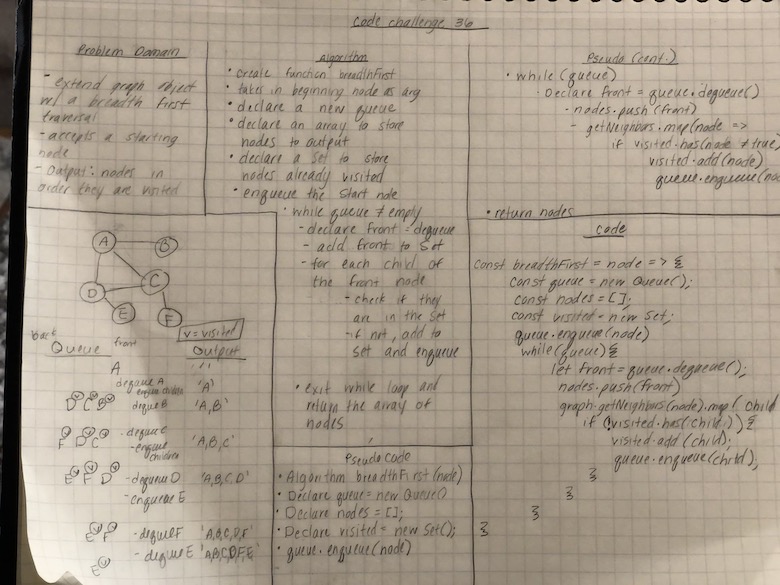 Code challenge 36
Problem Domain
- extend graph object
w/ a breadth first
traversal
- accepts a starting
node
- Output: nodes in
order they are visited
algorithm
• create function breadthFirst
• takes in beginning node as arg
• declare a new queue
• declare an array to store
nodes to output
• declare a Set to store
nodes already visited
• enqueue the start node
• while queue ≠ empty
- declare front = dequeue
- add front to Set
- for each child of
the front node
- check if they
are in the set
- if not, add to
set and enqueue
• exit while loop and
return the array of
nodes
A
B
C
D
E
F
V = visited
back
Queue
front
Output
A
' '
dequeue A
enqueue children
'A'
D C B
deque B
'A,B'
F D C
- deque C
- enqueue
children
'A,B,C'
E F D
- dequeue D
'A,B,C,D'
- enqueue E
E F
- deque F
'A,B,C,D,F'
E
- deque E
'A,B,C,D,F,E'
Pseudocode
• Algorithm breadthFirst(node)
• Declare queue = new Queue()
• Declare nodes = [];
• Declare visited = new Set();
• queue.enqueue(node)
Pseudo (cont.)
• while (queue)
• Declare front = queue.dequeue()
- nodes.push(front)
- getNeighbors.map(node =>
if visited.has(node ≠ true
visited.add(node)
queue.enqueue(no
• return nodes
Code
const breadthFirst = node => {
const queue = new Queue();
const nodes = [];
const visited = new Set;
queue.enqueue(node)
while(queue){
let front = queue.dequeue();
nodes.push(front)
graph.getNeighbors(node).map( child
if (!visited.has(child)) {
visited.add(child);
queue.enqueue(child);
}
}
}
}